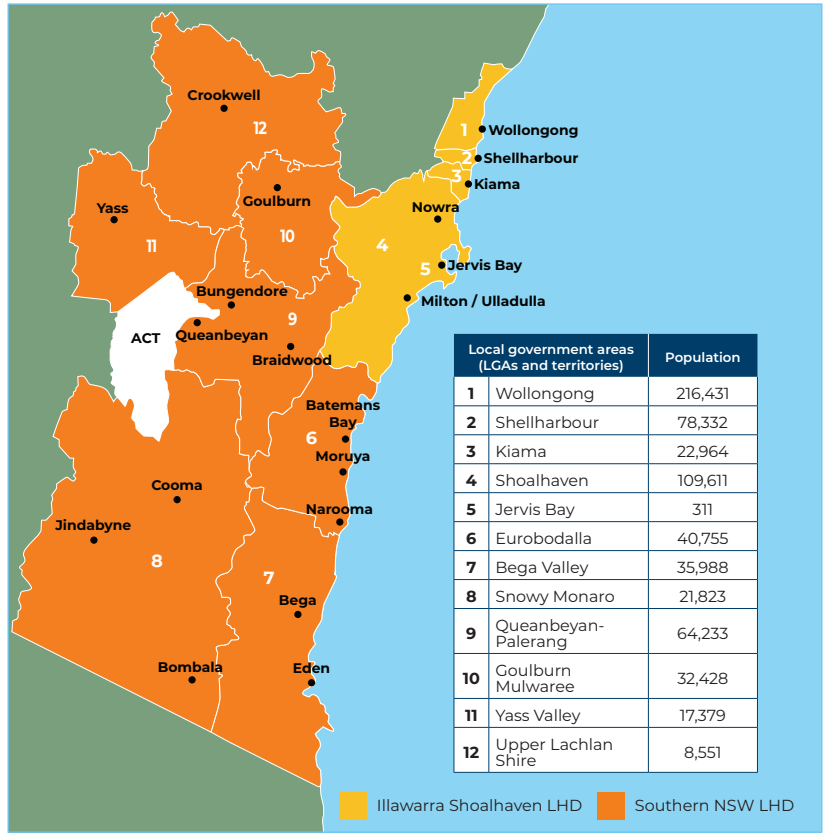 Crookwell
12
1
Wollongong
2
Shellharbour
3
Kiama
Goulburn
Nowra
Yass
10
4
11
5
Jervis Bay
Bungendore
Milton / Ulladulla
9
ACT
Queanbeyan
Braidwood
Batemans
Bay
6
Moruya
Cooma
Narooma
Jindabyne
8
7
Bega
Bombala
Eden
Local government areas
(LGAs and territories)
Population
1 Wollongong 216,431
2 Shellharbour 78,332
3 Kiama 22,964
4 Shoalhaven 109,611
5 Jervis Bay 311
6 Eurobodalla 40,755
7 Bega Valley 35,988
8 Snowy Monaro 21,823
9 Queanbeyan-
Palerang 64,233
10 Goulburn
Mulwaree 32,428
11 Yass Valley 17,379
12 Upper Lachlan
Shire 8,551
Illawarra Shoalhaven LHD
Southern NSW LHD